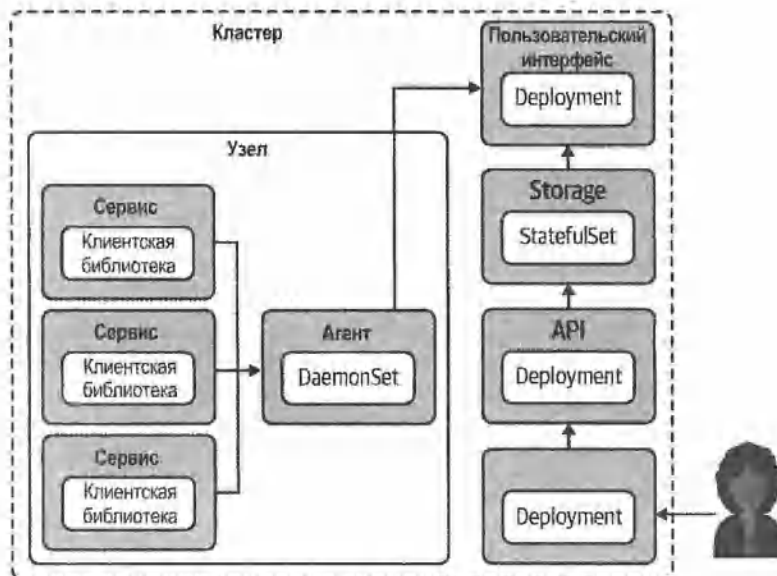 Кластер
Пользовательский
интерфейс
Deployment
Узел
Сервис
Клиентская
библиотека
Storage
StatefulSet
Сервис
Клиентская
библиотека
Агент
DaemonSet
API
Deployment
Сервис
Клиентская
библиотека
Deployment